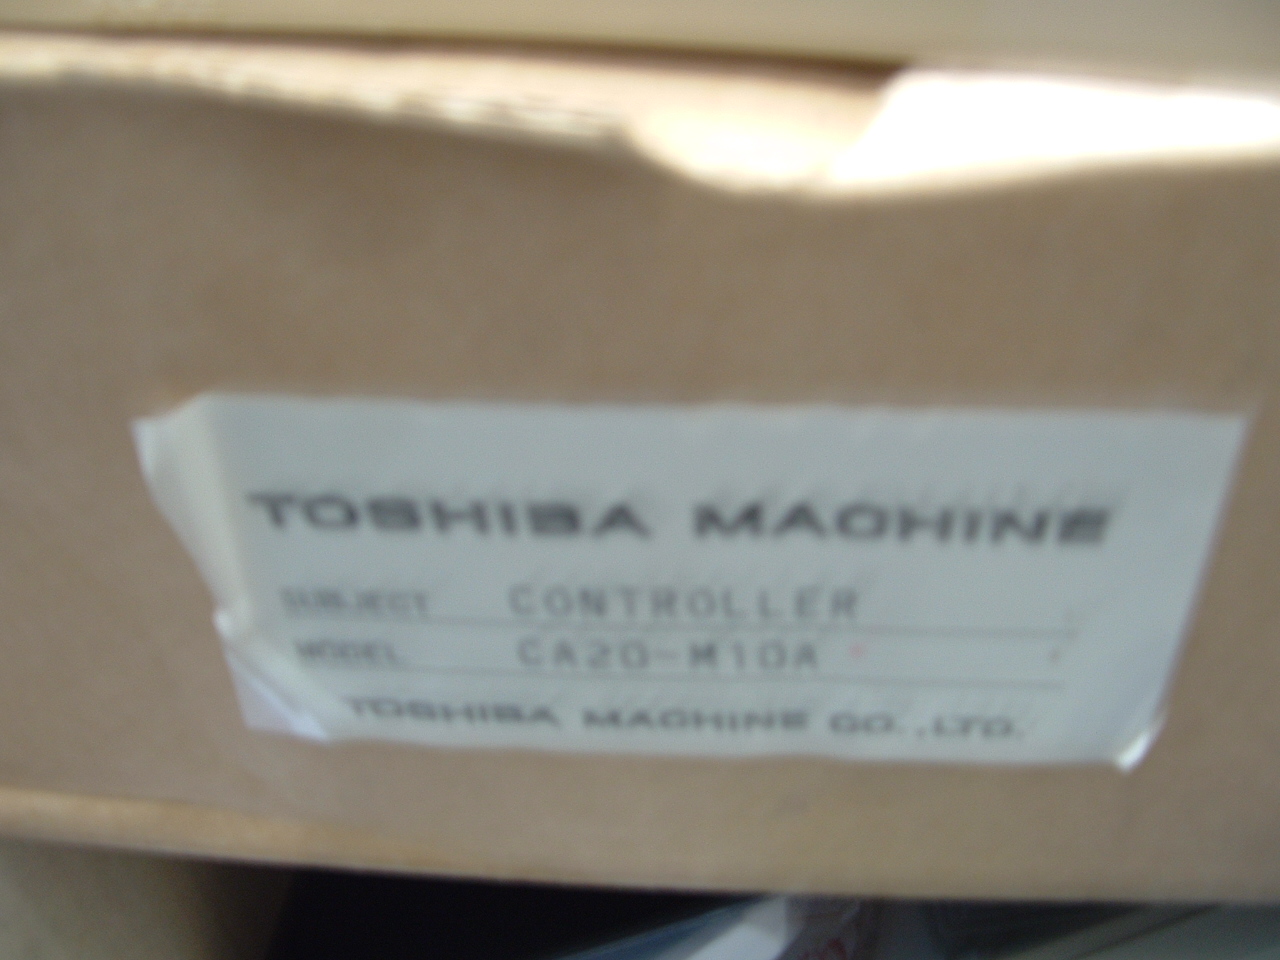 TOSHIBA MACHINE
SUBJECT CONTROLLER
MODEL CA20-M10A
TOSHIBA MACHINE CO.,LTD.